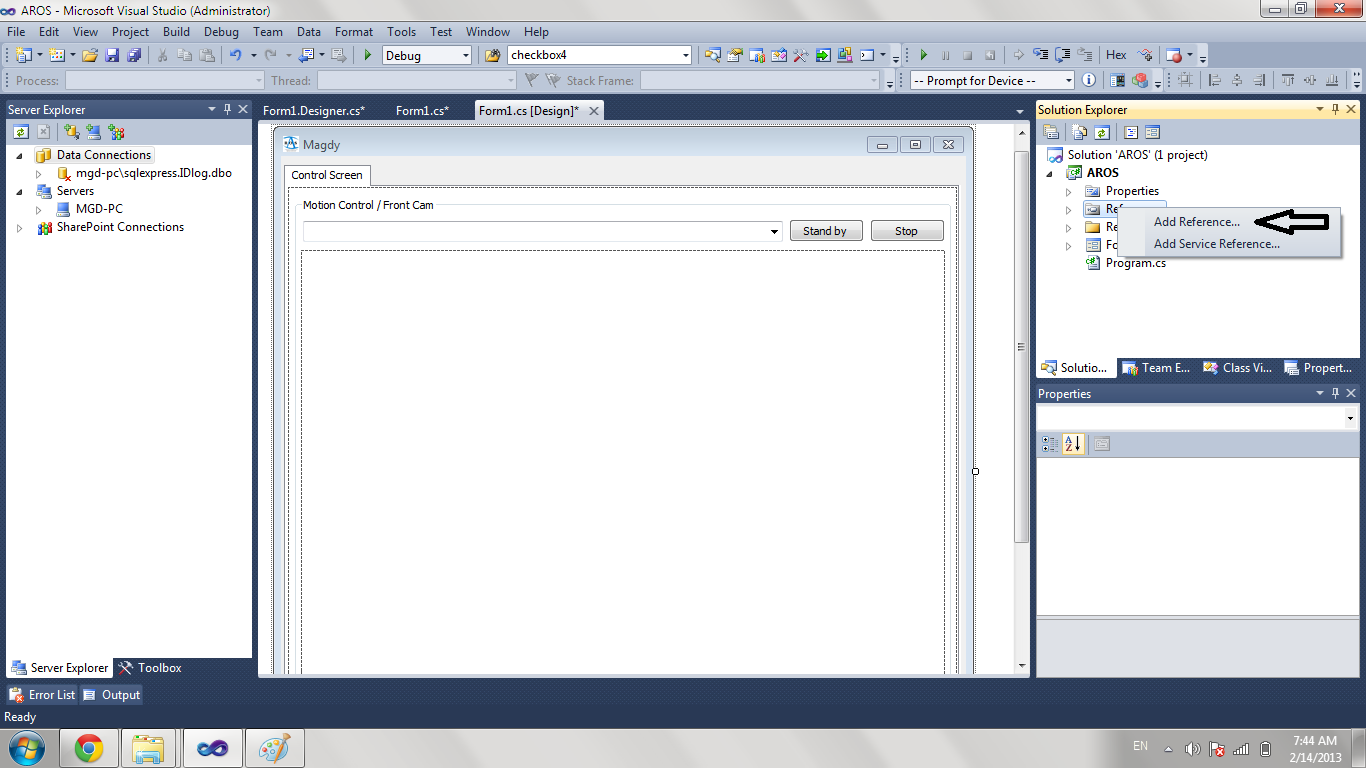 AROS - Microsoft Visual Studio (Administrator)
File Edit View Project Build Debug Team Data Format Tools Test Window Help
Debug checkbox4 Hex
Process: Thread: Stack Frame: -- Prompt for Device --
Server Explorer
Data Connections
mgd-pc\sqlexpress.IDlog.dbo
Servers
MGD-PC
SharePoint Connections
Server Explorer Toolbox
Form1.Designer.cs* Form1.cs* Form1.cs [Design]*
Magdy
Control Screen
Motion Control / Front Cam
Stand by Stop
Solution Explorer
Solution 'AROS' (1 project)
AROS
Properties
Ref
Add Reference...
Re
Add Service Reference...
Fo
Program.cs
Solutio... Team E... Class Vi... Propert...
Properties
Error List Output
Ready
EN 7:44 AM
2/14/2013